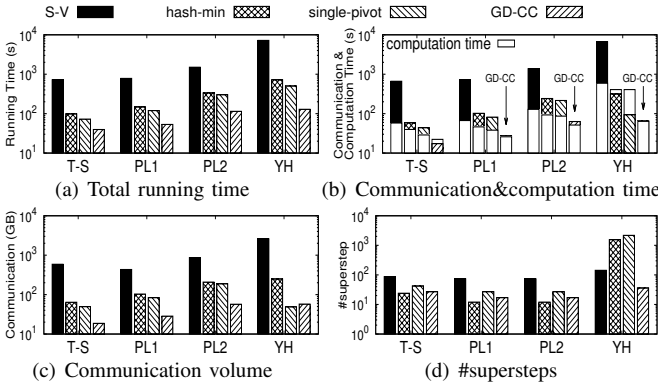 S-V hash-min single-pivot GD-CC
Running Time (s)
10^4
10^3
10^2
10^1
T-S PL1 PL2 YH
(a) Total running time
Communication &
Computation Time (s)
10^4
10^3
10^2
10^1
computation time
GD-CC GD-CC GD-CC
T-S PL1 PL2 YH
(b) Communication&computation time
Communication (GB)
10^4
10^3
10^2
10^1
T-S PL1 PL2 YH
(c) Communication volume
#superstep
10^4
10^3
10^2
10^1
10^0
T-S PL1 PL2 YH
(d) #supersteps